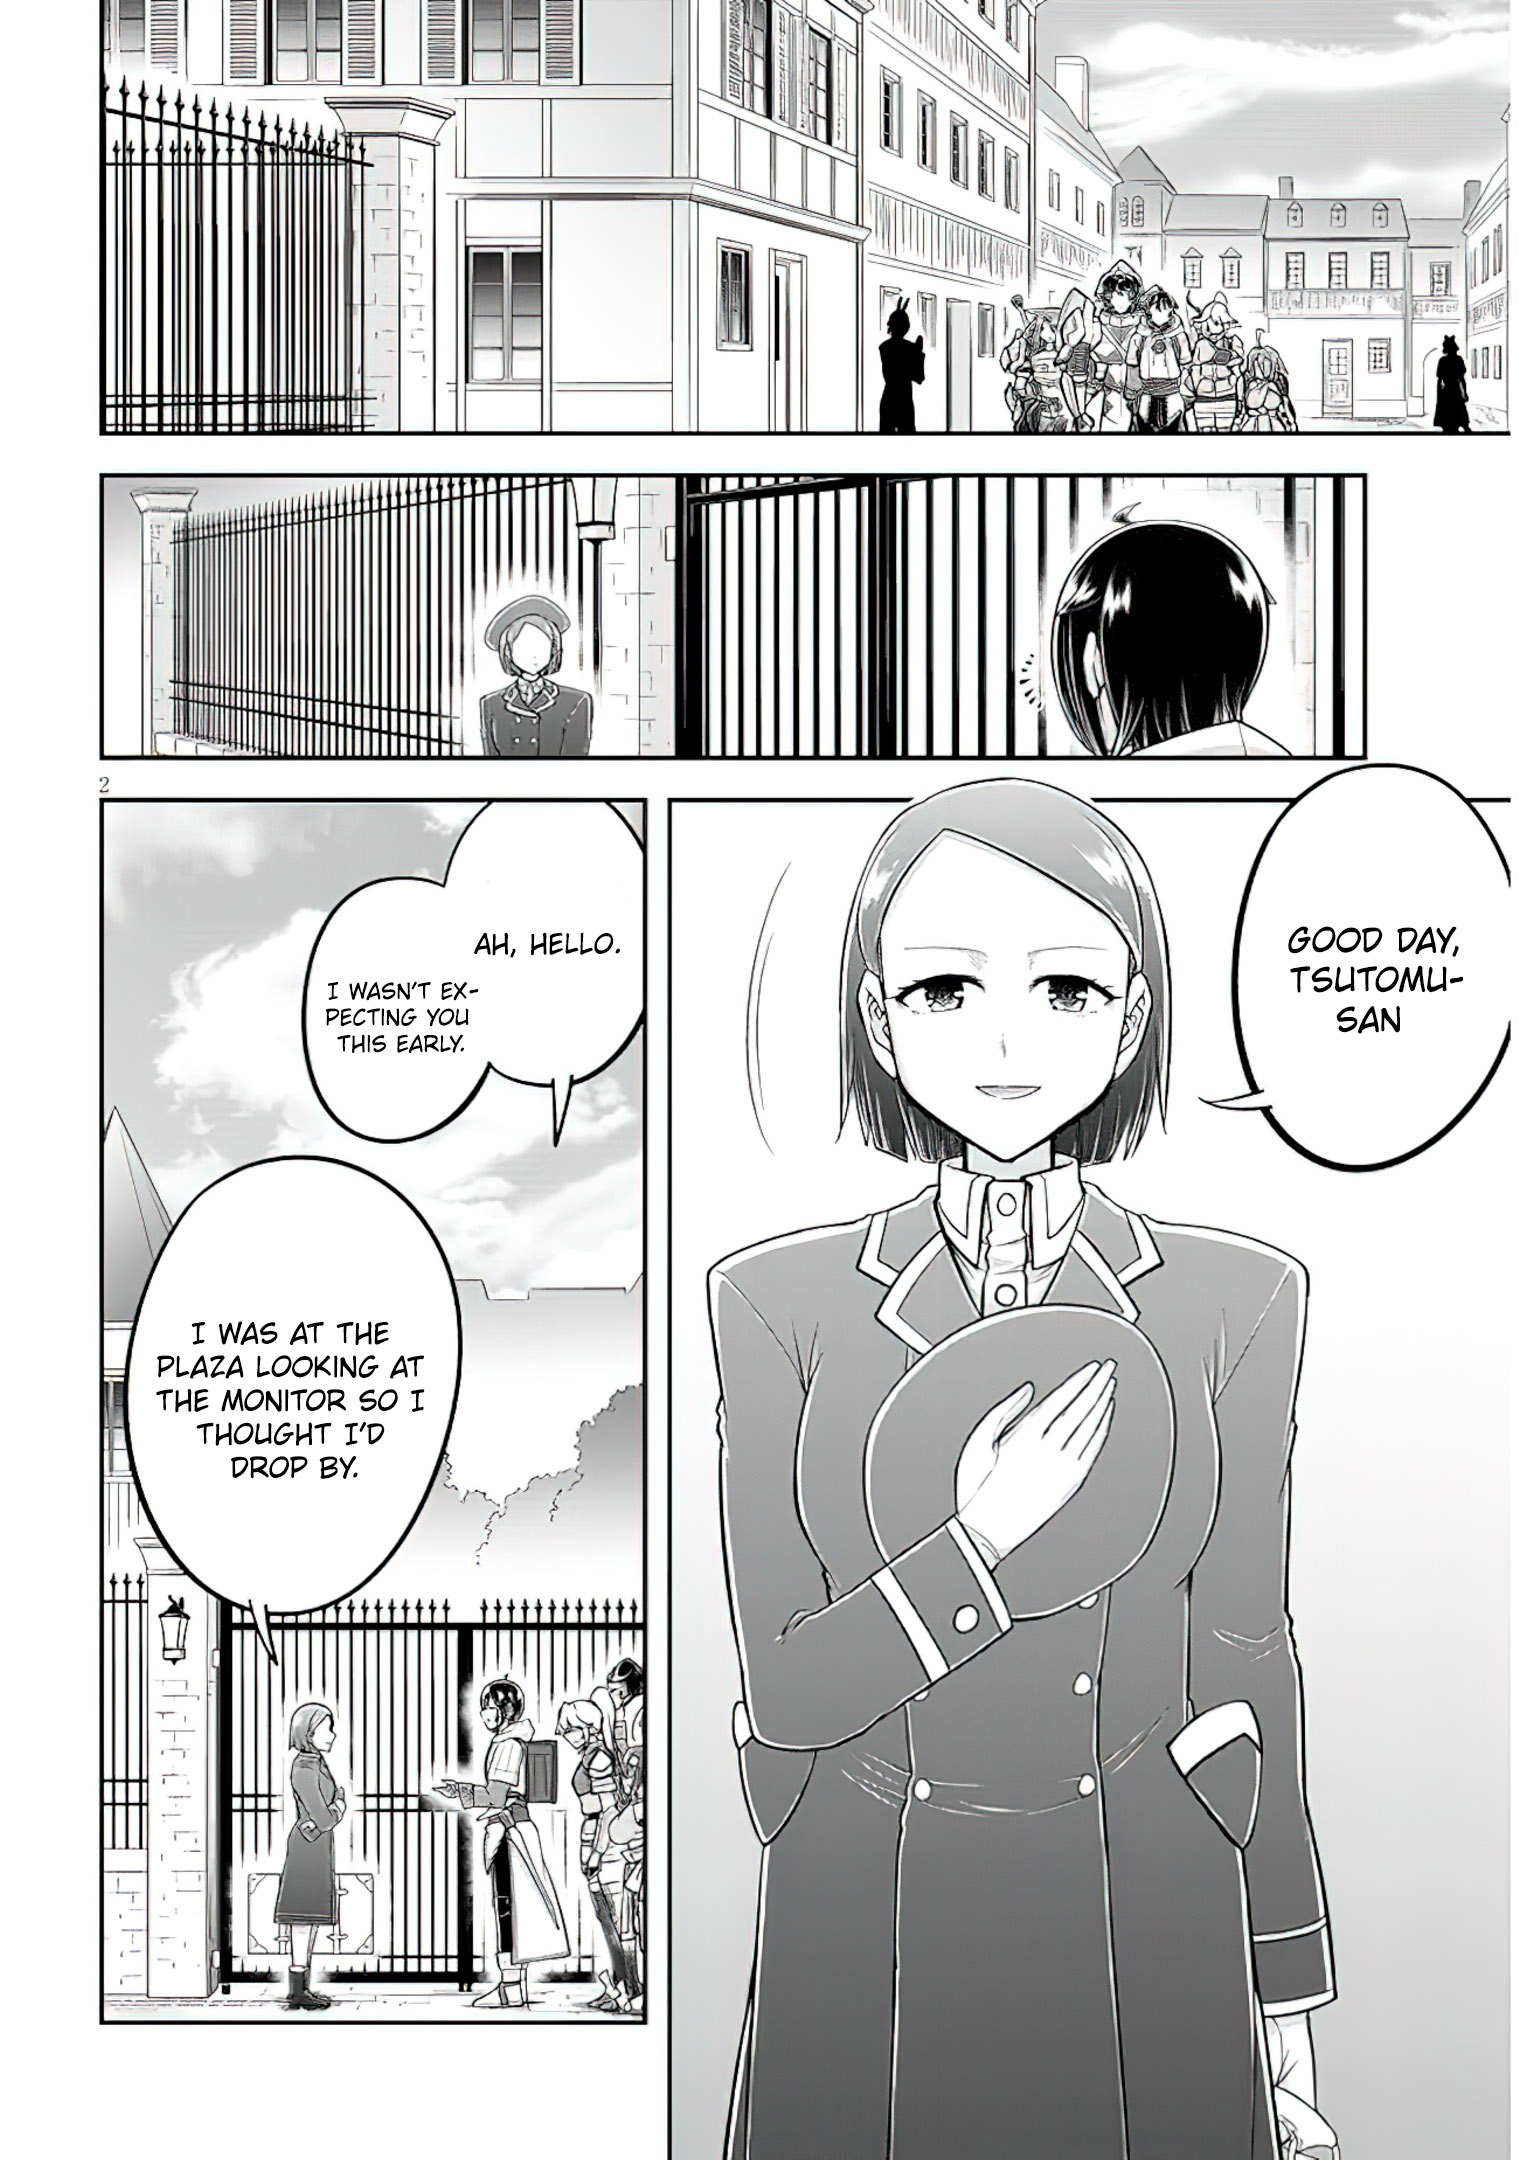 2
GOOD DAY,
TSUTOMU-
SAN
AH, HELLO.
I WASN'T EX-
PECTING YOU
THIS EARLY.
I WAS AT THE
PLAZA LOOKING AT
THE MONITOR SO I
THOUGHT I'D
DROP BY.